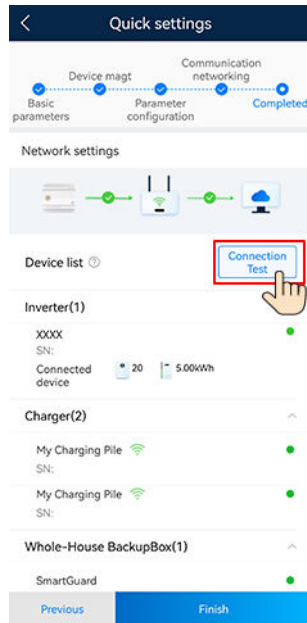 Quick settings
Communication
Device magt networking
Basic Parameter Completed
parameters configuration
Network settings
Device list
Connection
Test
Inverter(1)
XXXX
SN:
Connected 20 5.00kWh
device
Charger(2)
My Charging Pile
SN:
My Charging Pile
SN:
Whole-House BackupBox(1)
SmartGuard
Previous Finish